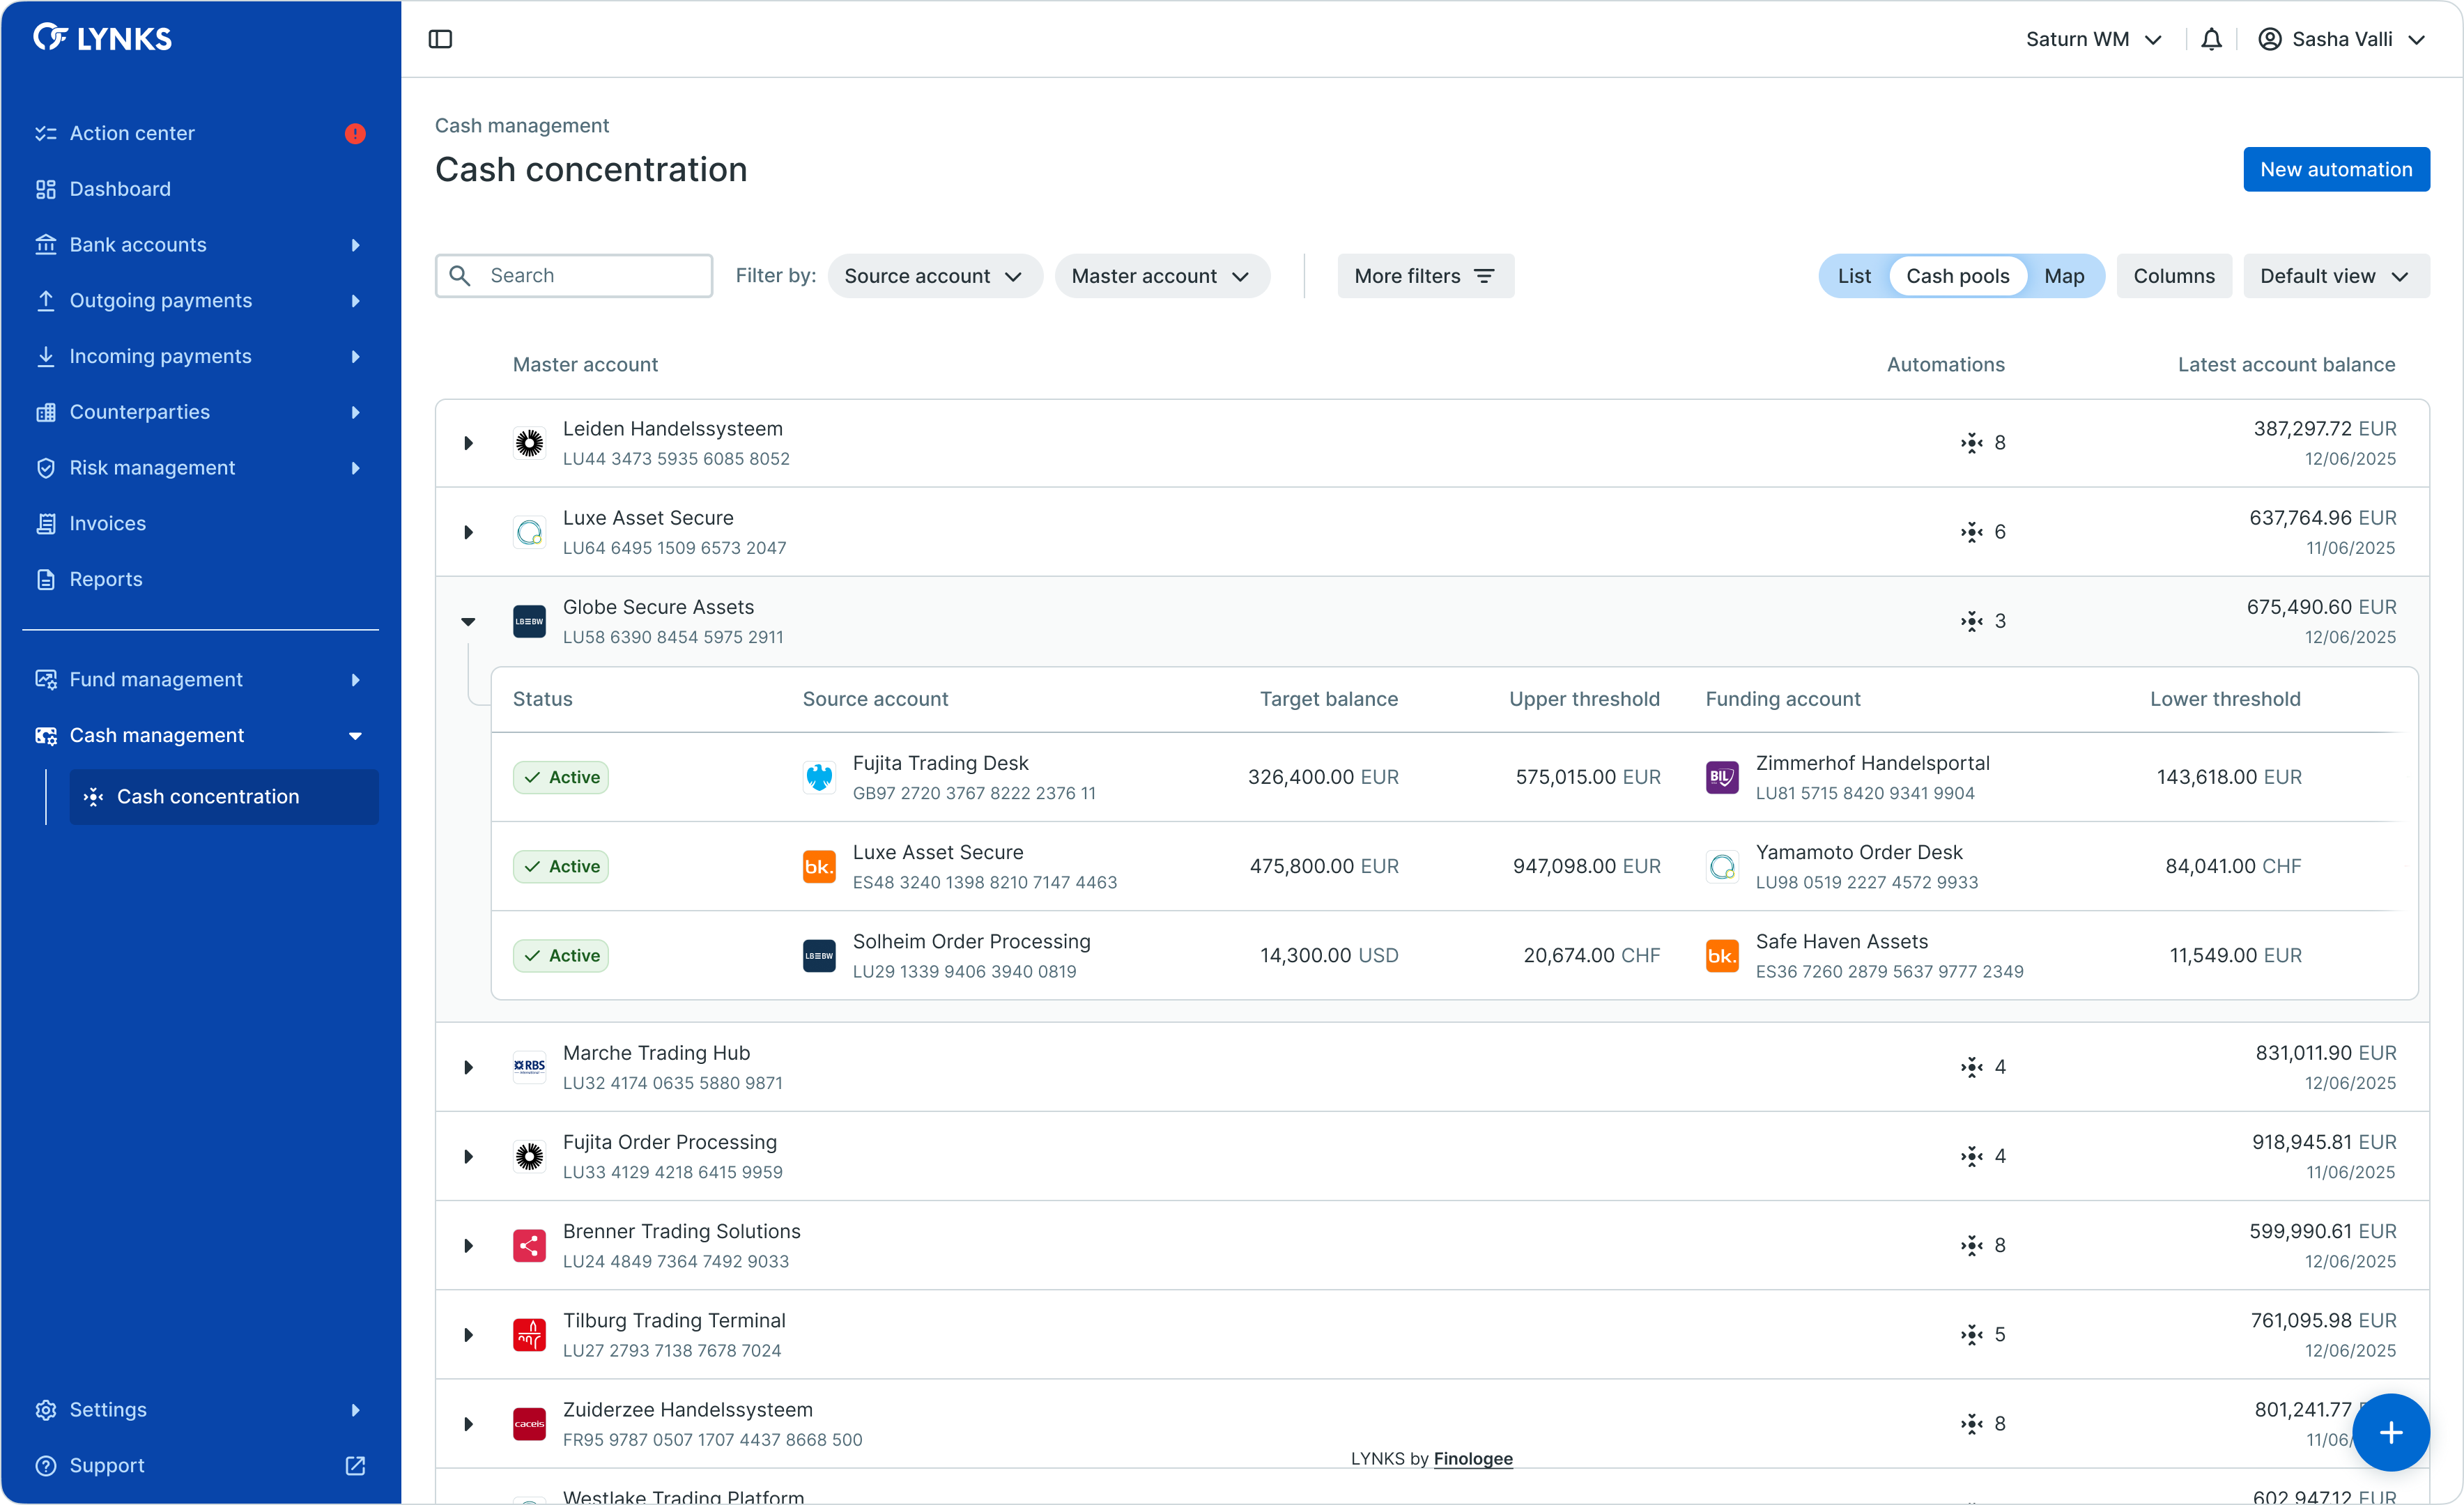 LYNKS
Saturn WM
Sasha Valli
Action center
Dashboard
Bank accounts
Outgoing payments
Incoming payments
Counterparties
Risk management
Invoices
Reports
Fund management
Cash management
Cash concentration
Settings
Support
Cash management
Cash concentration
New automation
Search
Filter by:
Source account
Master account
More filters
List
Cash pools
Map
Columns
Default view
Master account Automations Latest account balance
Leiden Handelssysteem 8 387,297.72 EUR
LU44 3473 5935 6085 8052 12/06/2025
Luxe Asset Secure 6 637,764.96 EUR
LU64 6495 1509 6573 2047 11/06/2025
LB≡BW Globe Secure Assets 3 675,490.60 EUR
LU58 6390 8454 5975 2911 12/06/2025
Status Source account Target balance Upper threshold Funding account Lower threshold
Active Fujita Trading Desk 326,400.00 EUR 575,015.00 EUR BIL Zimmerhof Handelsportal 143,618.00 EUR
GB97 2720 3767 8222 2376 11 LU81 5715 8420 9341 9904
Active bk. Luxe Asset Secure 475,800.00 EUR 947,098.00 EUR Yamamoto Order Desk 84,041.00 CHF
ES48 3240 1398 8210 7147 4463 LU98 0519 2227 4572 9933
Active LB≡BW Solheim Order Processing 14,300.00 USD 20,674.00 CHF bk. Safe Haven Assets 11,549.00 EUR
LU29 1339 9406 3940 0819 ES36 7260 2879 5637 9777 2349
RBS Marche Trading Hub 4 831,011.90 EUR
LU32 4174 0635 5880 9871 12/06/2025
Fujita Order Processing 4 918,945.81 EUR
LU33 4129 4218 6415 9959 11/06/2025
Brenner Trading Solutions 8 599,990.61 EUR
LU24 4849 7364 7492 9033 12/06/2025
Tilburg Trading Terminal 5 761,095.98 EUR
LU27 2793 7138 7678 7024 12/06/2025
caceis Zuiderzee Handelssysteem 8 801,241.77
FR95 9787 0507 1707 4437 8668 500 11/06/
LYNKS by Finologee
Westlake Trading Platform 602,947.12 EUR